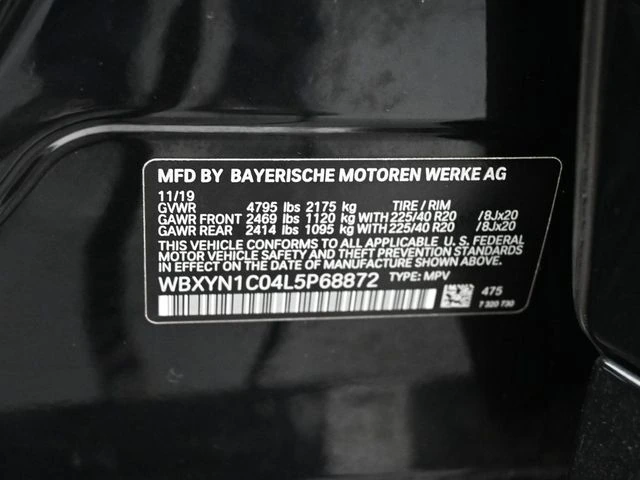 MFD BY BAYERISCHE MOTOREN WERKE AG
11/19
GVWR 4795 lbs 2175 kg TIRE / RIM
GAWR FRONT 2469 lbs 1120 kg WITH 225/40 R20 /8Jx20
GAWR REAR 2414 lbs 1095 kg WITH 225/40 R20 /8Jx20
THIS VEHICLE CONFORMS TO ALL APPLICABLE U. S. FEDERAL
MOTOR VEHICLE SAFETY AND THEFT PREVENTION
STANDARDS IN EFFECT ON THE DATE OF MANUFACTURE SHOWN ABOVE.
WBXYN1C04L5P68872 TYPE: MPV
475
7 320 730